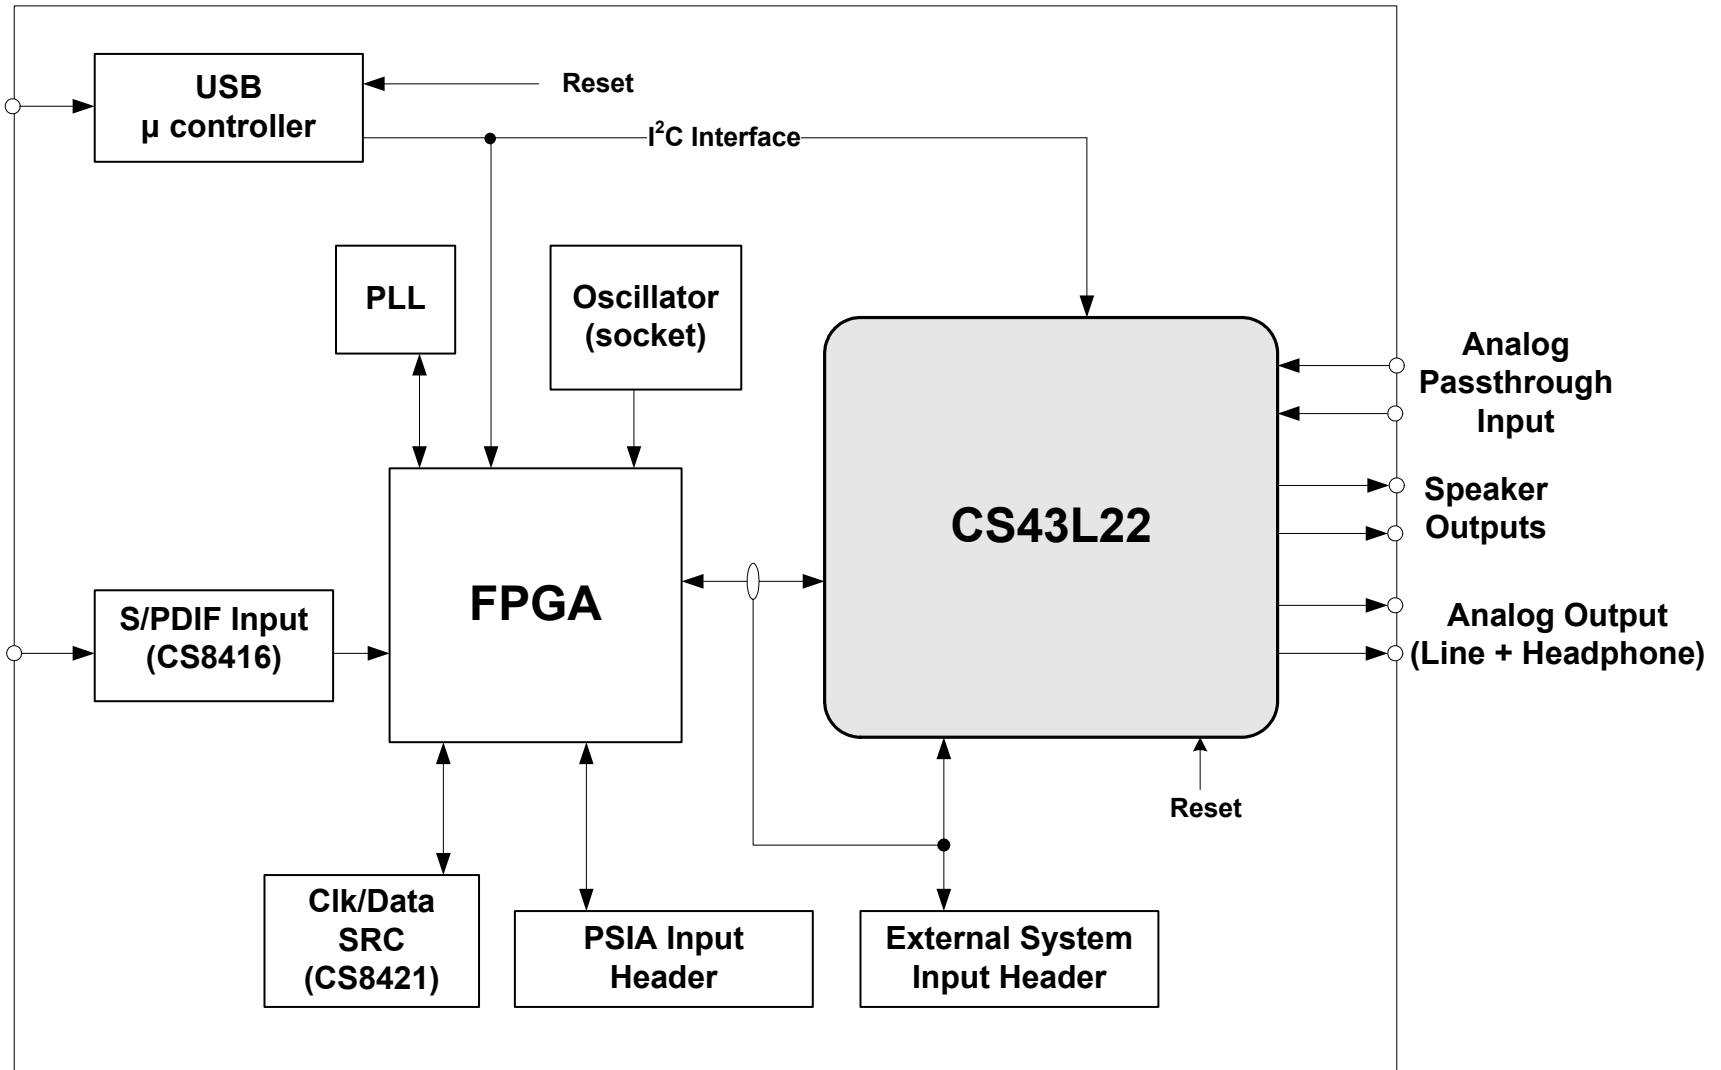 USB
µ controller
Reset
I²C Interface
PLL
Oscillator
(socket)
Analog
Passthrough
Input
CS43L22
Speaker
Outputs
FPGA
S/PDIF Input
(CS8416)
Analog Output
(Line + Headphone)
Reset
Clk/Data
SRC
(CS8421)
PSIA Input
Header
External System
Input Header